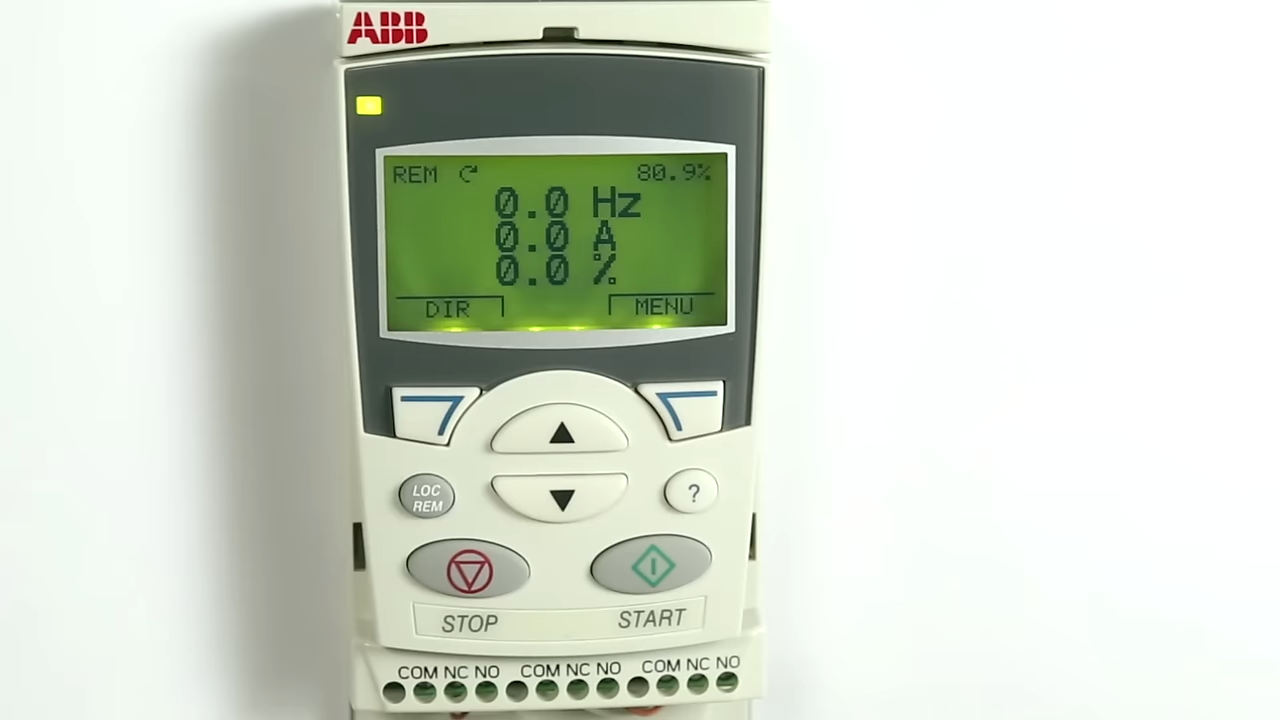 ABB
REM 80.9%
0.0 Hz
0.0 A
0.0 %
DIR MENU
LOC
REM
?
STOP START
COM NC NO COM NC NO COM NC NO